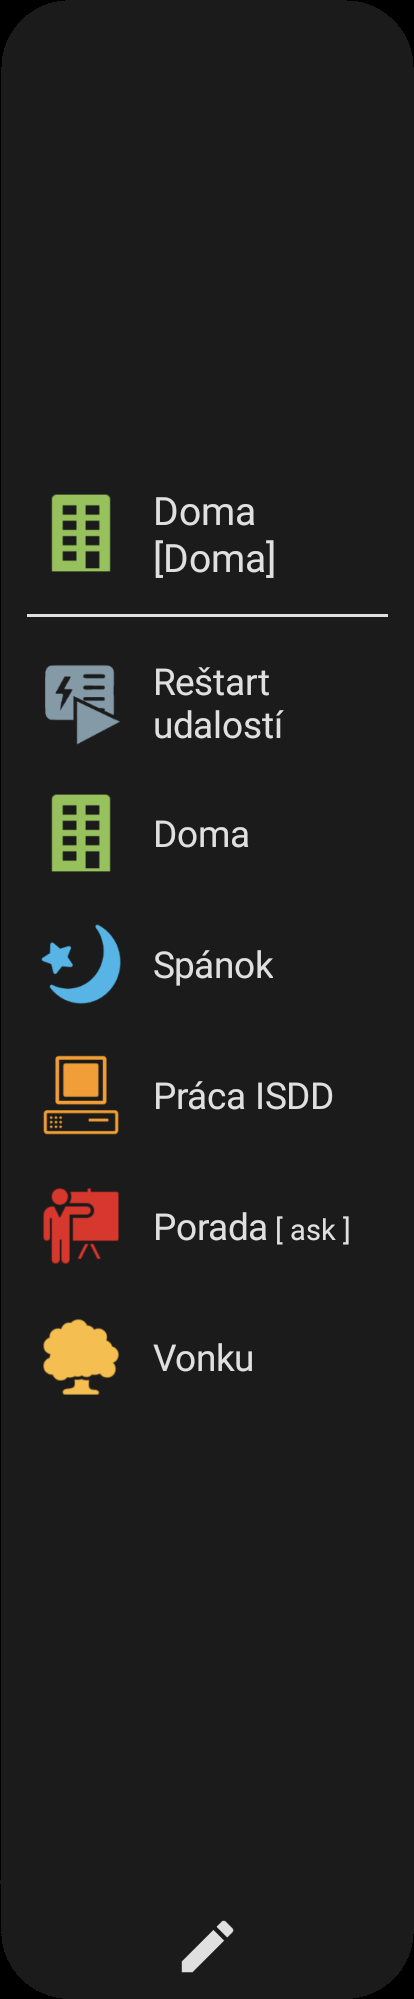 Doma
[Doma]
Reštart
udalostí
Doma
Spánok
Práca ISDD
Porada [ ask ]
Vonku